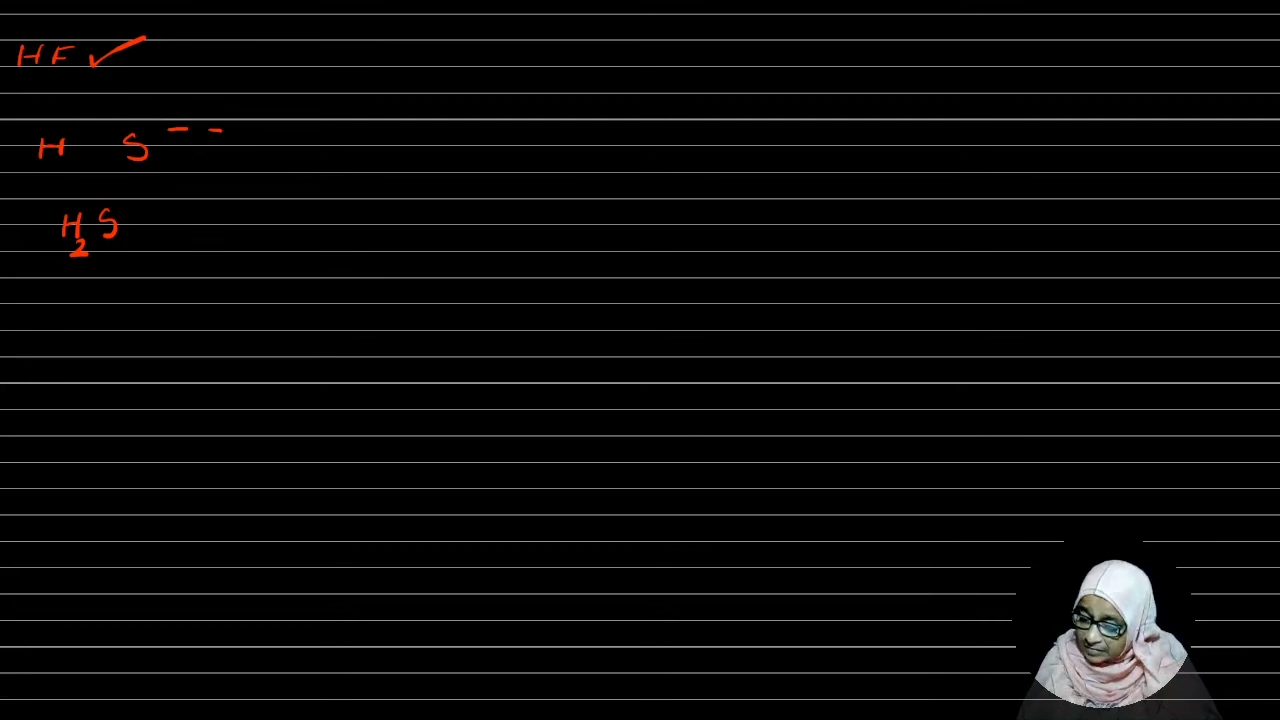 HF ✓
H S⁻ ⁻
H₂S